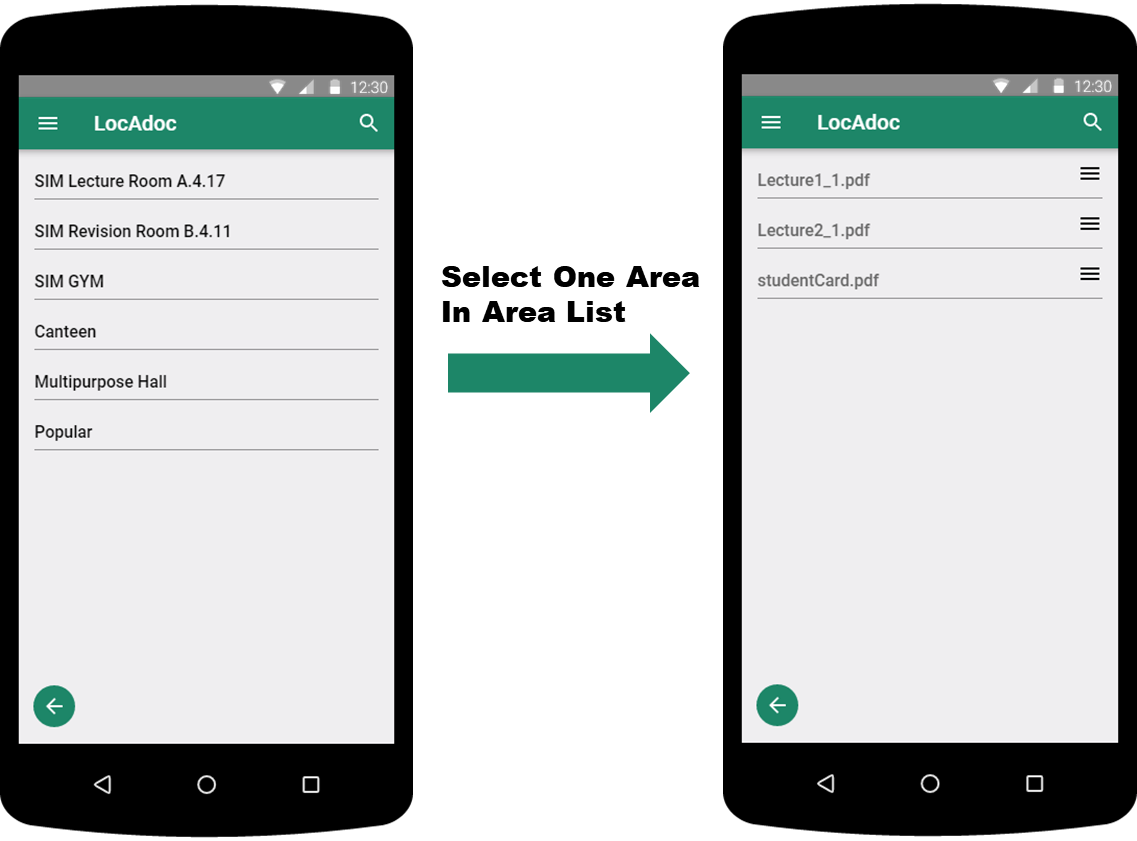 12:30
LocAdoc
SIM Lecture Room A.4.17
SIM Revision Room B.4.11
SIM GYM
Canteen
Multipurpose Hall
Popular
Select One Area
In Area List
12:30
LocAdoc
Lecture1_1.pdf
Lecture2_1.pdf
studentCard.pdf